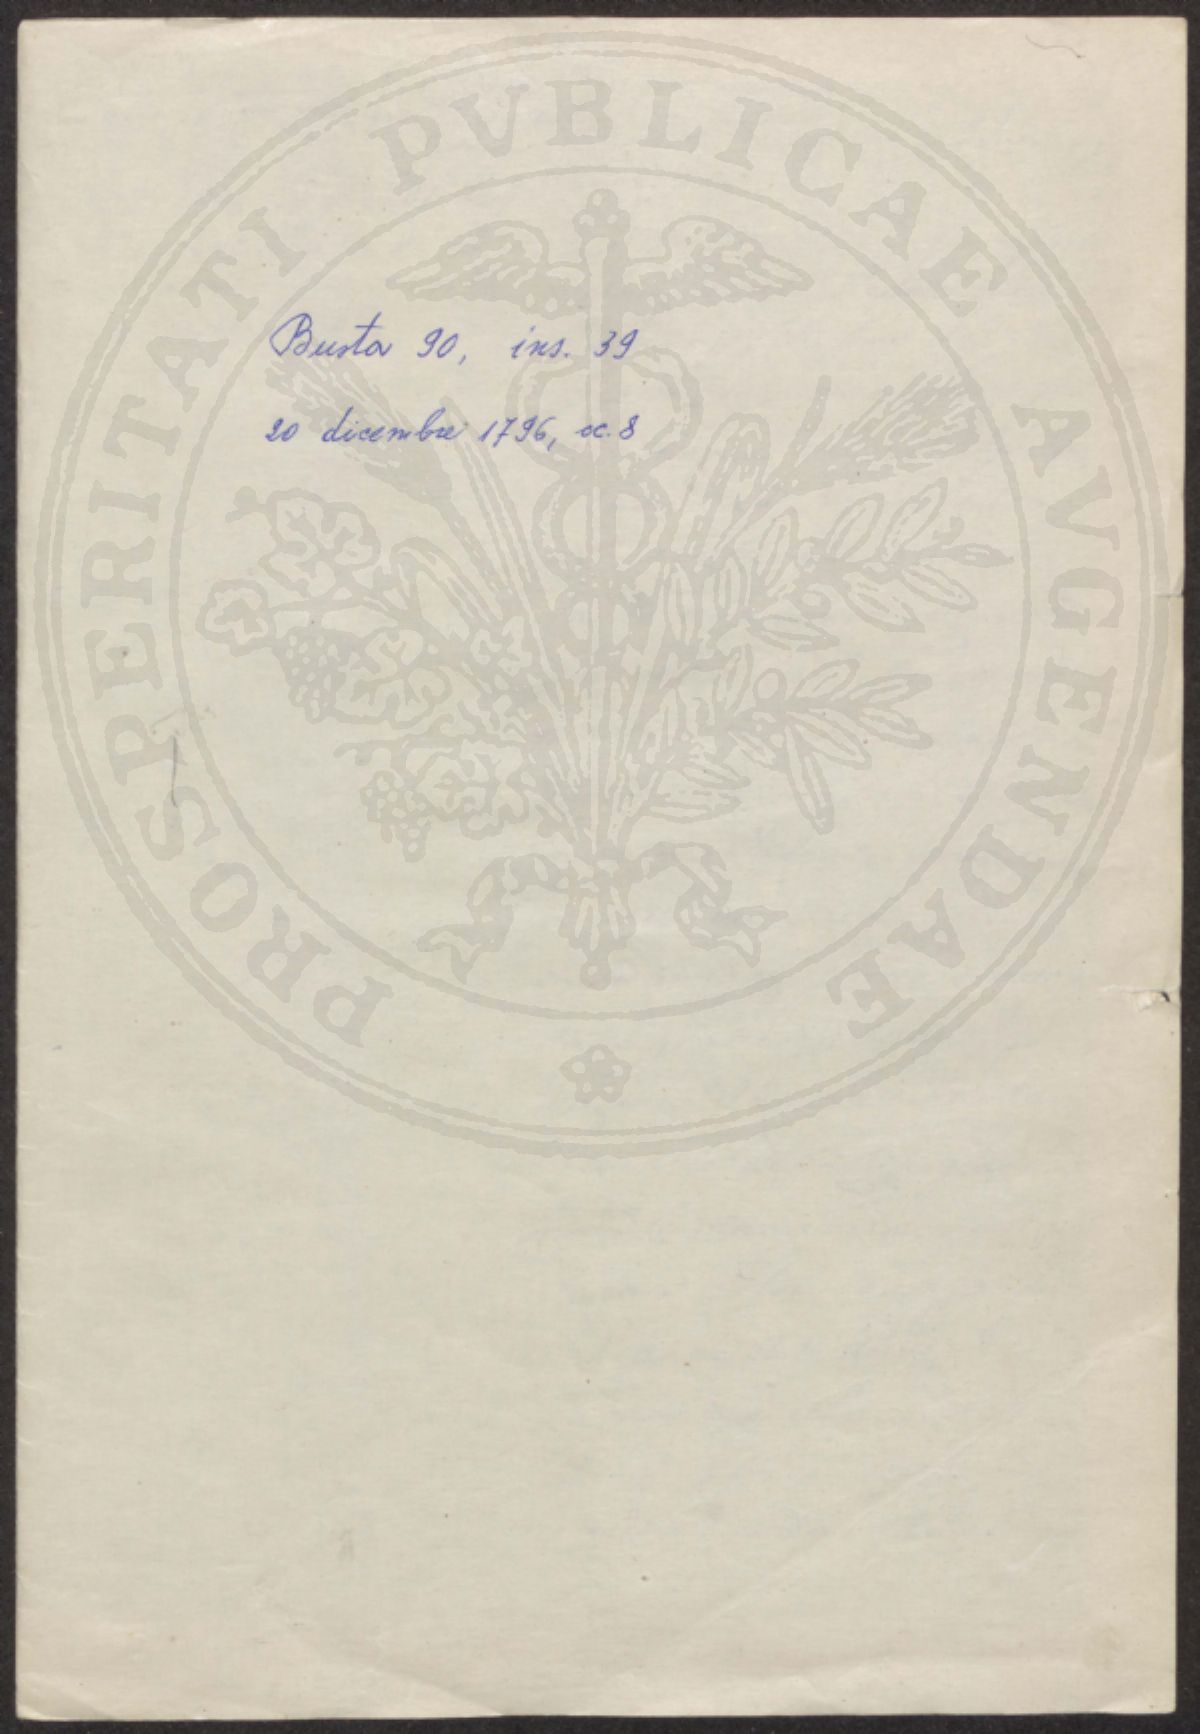 PROSPERITATI PVBLICAE AVGENDAE
Busta 90, ins. 39
20 dicembre 1796, cc. 8